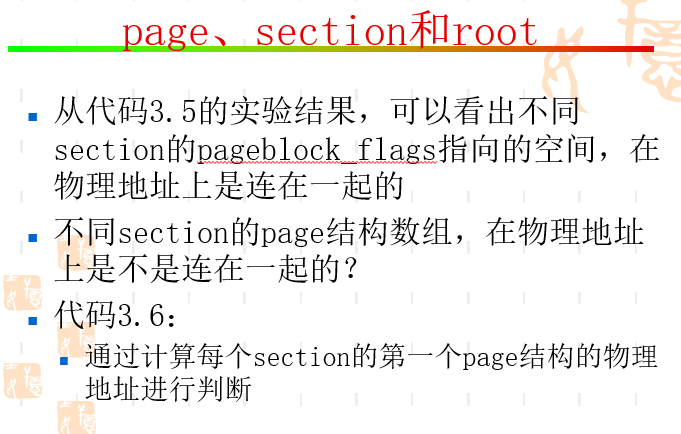 page、section和root
从代码3.5的实验结果，可以看出不同
section的pageblock_flags指向的空间，在
物理地址上是连在一起的
不同section的page结构数组，在物理地址
上是不是连在一起的？
代码3.6：
通过计算每个section的第一个page结构的物理
地址进行判断